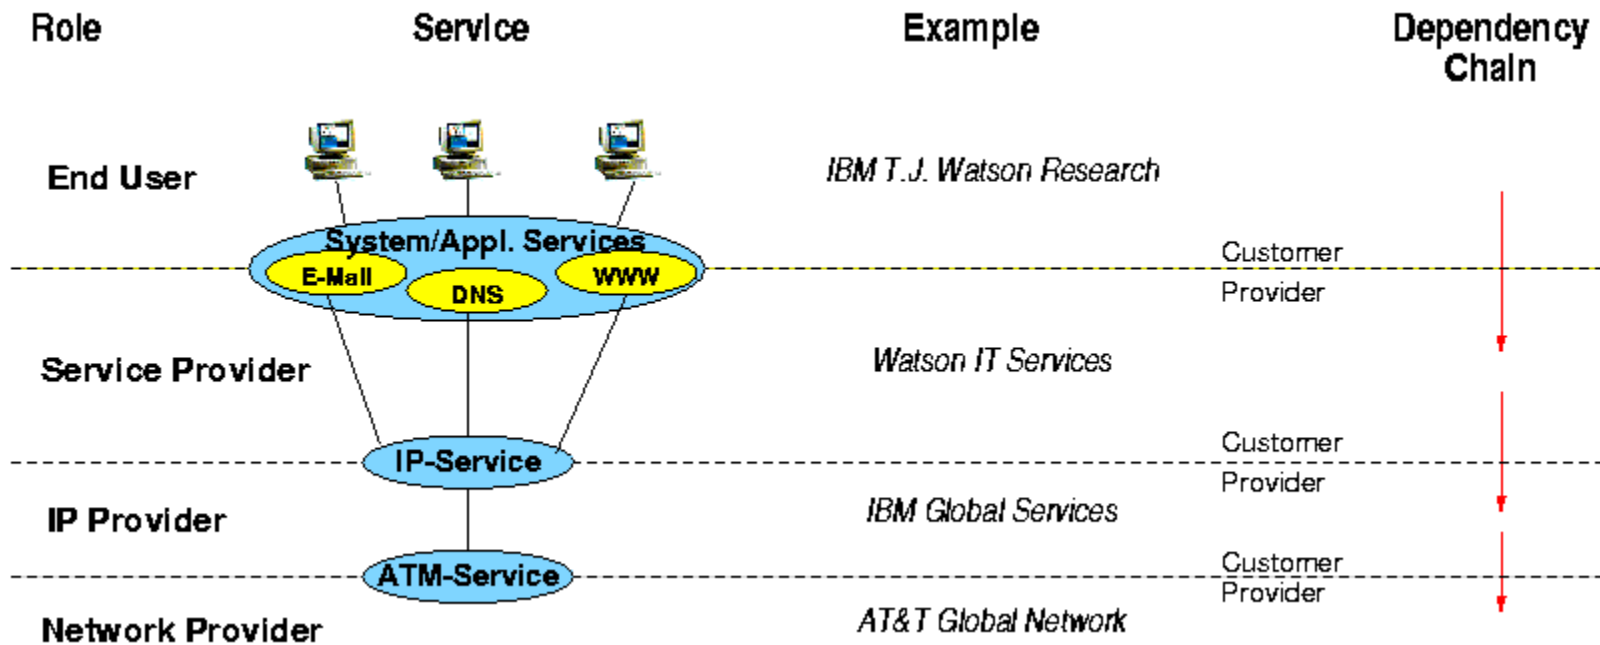 Role
Service
Example
Dependency
Chain
End User
IBM T.J. Watson Research
System/Appl. Services
E-Mail
DNS
WWW
Customer
Provider
Service Provider
Watson IT Services
IP-Service
Customer
Provider
IP Provider
IBM Global Services
ATM-Service
Customer
Provider
Network Provider
AT&T Global Network